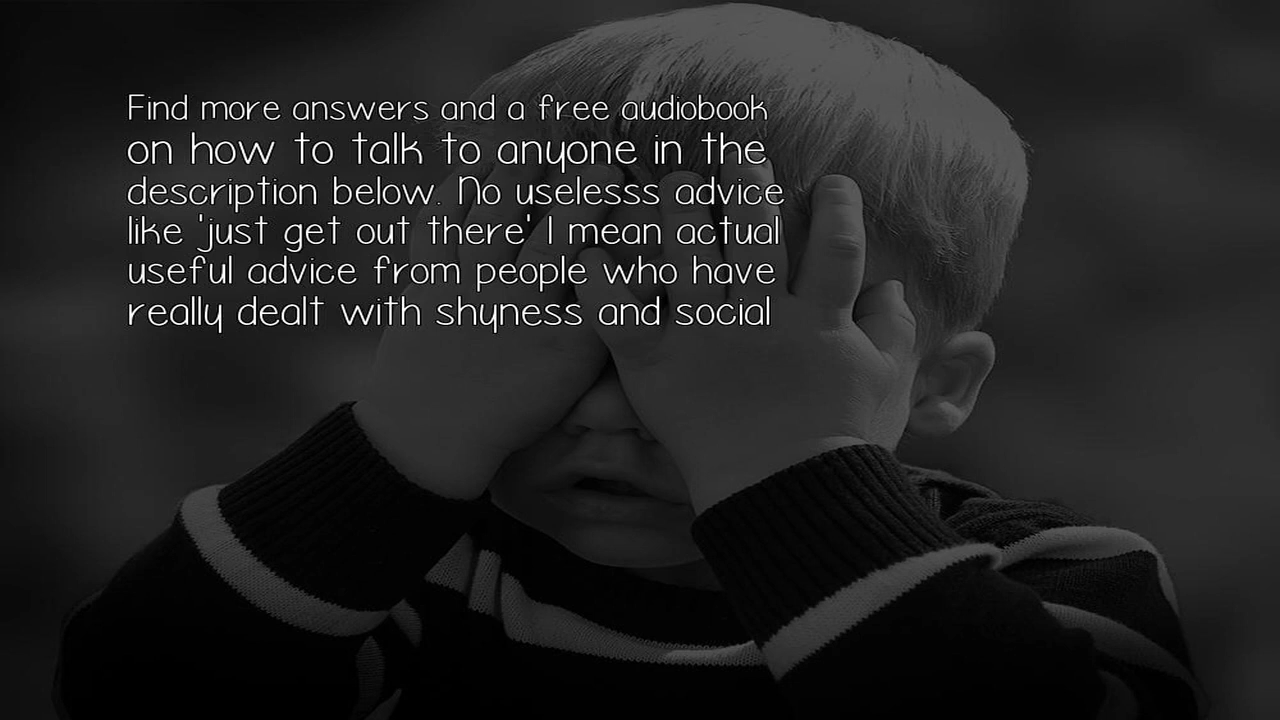 Find more answers and a free audiobook
on how to talk to anyone in the
description below. No uselesss advice
like 'just get out there' I mean actual
useful advice from people who have
really dealt with shyness and social